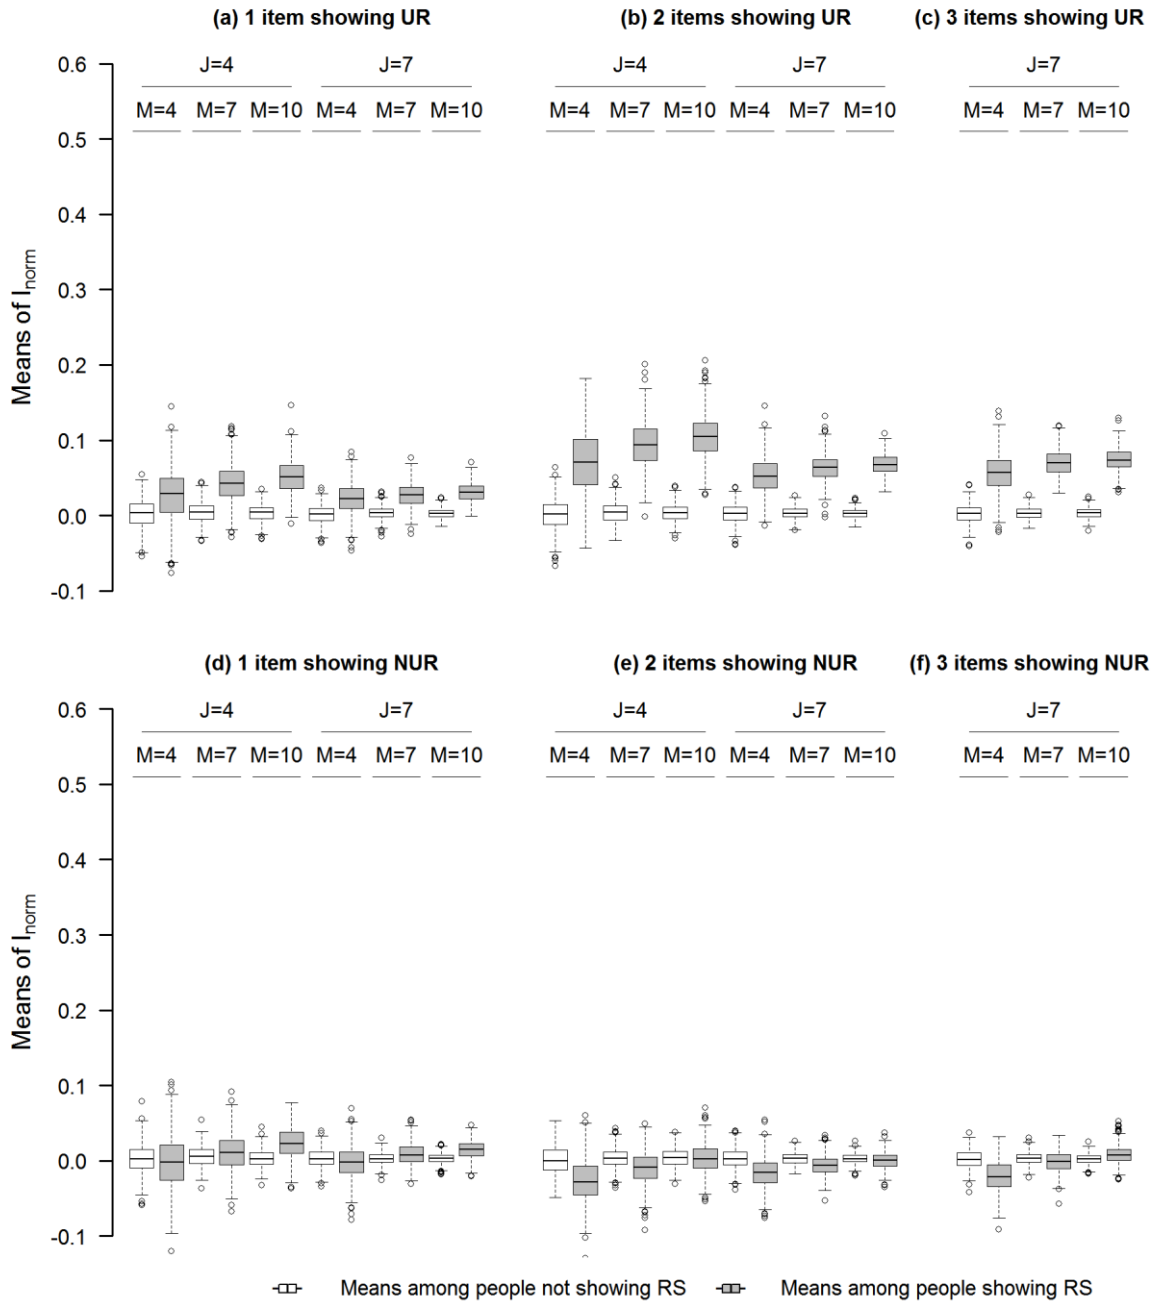 (a) 1 item showing UR (b) 2 items showing UR (c) 3 items showing UR
J=4 J=7 J=4 J=7 J=7
M=4 M=7 M=10 M=4 M=7 M=10 M=4 M=7 M=10 M=4 M=7 M=10 M=4 M=7 M=10
0.6
0.5
0.4
0.3
0.2
0.1
0.0
-0.1
Means of Inorm
(d) 1 item showing NUR (e) 2 items showing NUR (f) 3 items showing NUR
J=4 J=7 J=4 J=7 J=7
M=4 M=7 M=10 M=4 M=7 M=10 M=4 M=7 M=10 M=4 M=7 M=10 M=4 M=7 M=10
0.6
0.5
0.4
0.3
0.2
0.1
0.0
-0.1
Means of Inorm
Means among people not showing RS Means among people showing RS